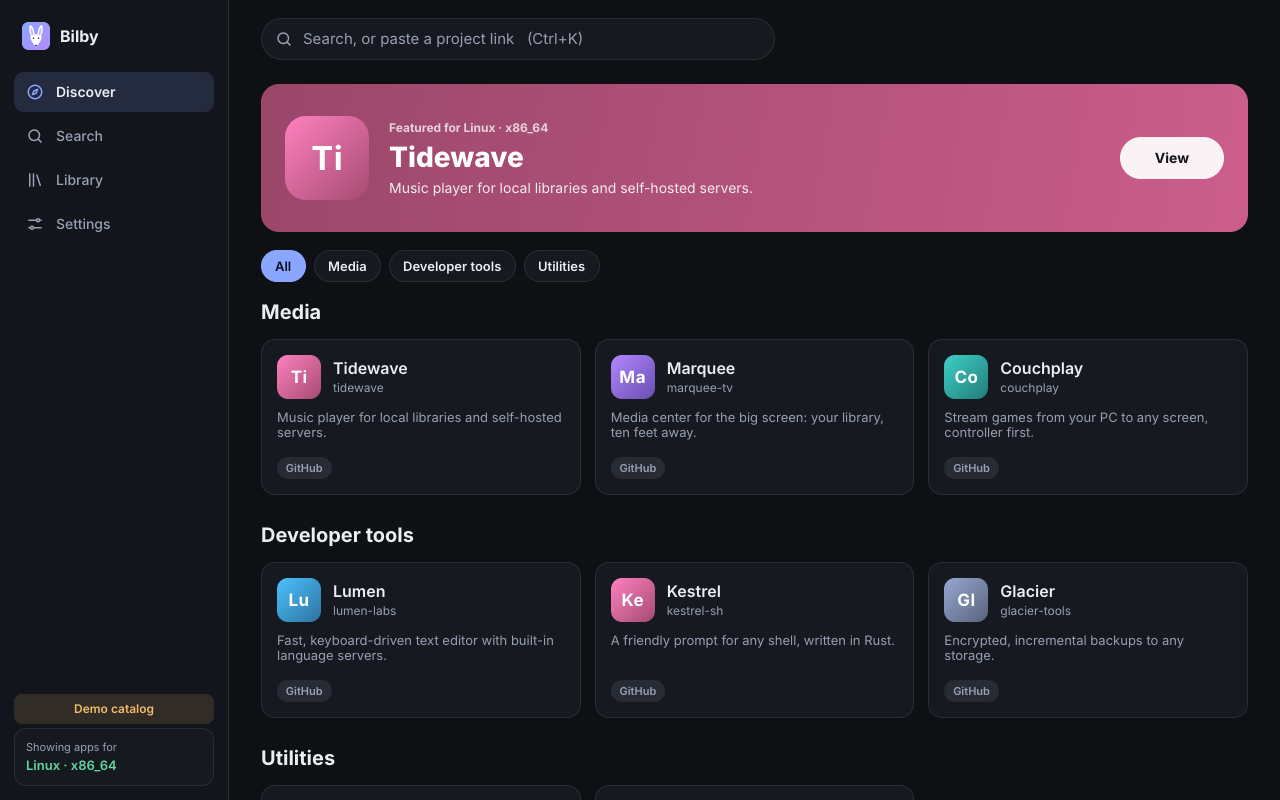 Bilby
Discover
Search
Library
Settings
Demo catalog
Showing apps for
Linux · x86_64
Search, or paste a project link (Ctrl+K)
Ti
Featured for Linux · x86_64
Tidewave
Music player for local libraries and self-hosted servers.
View
All
Media
Developer tools
Utilities
Media
Ti
Tidewave
tidewave
Music player for local libraries and self-hosted
servers.
GitHub
Ma
Marquee
marquee-tv
Media center for the big screen: your library,
ten feet away.
GitHub
Co
Couchplay
couchplay
Stream games from your PC to any screen,
controller first.
GitHub
Developer tools
Lu
Lumen
lumen-labs
Fast, keyboard-driven text editor with built-in
language servers.
GitHub
Ke
Kestrel
kestrel-sh
A friendly prompt for any shell, written in Rust.
GitHub
Gl
Glacier
glacier-tools
Encrypted, incremental backups to any
storage.
GitHub
Utilities